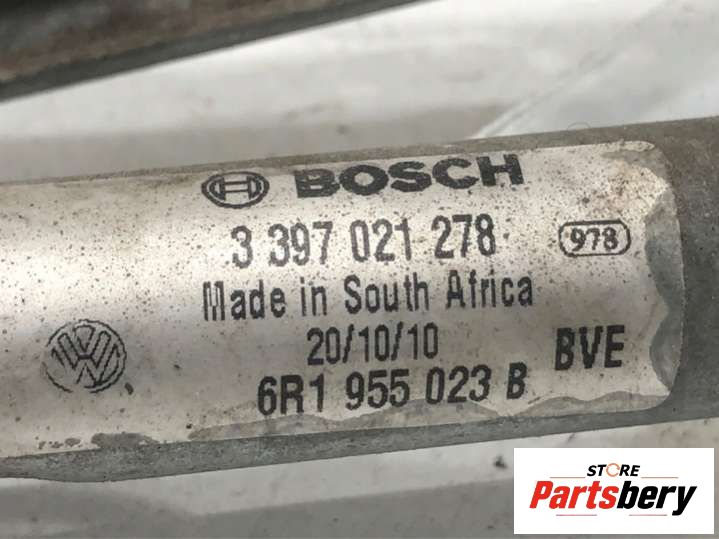 BOSCH
3 397 021 278 978
Made in South Africa
20/10/10 BVE
6R1 955 023 B
VW
STORE
Partsbery